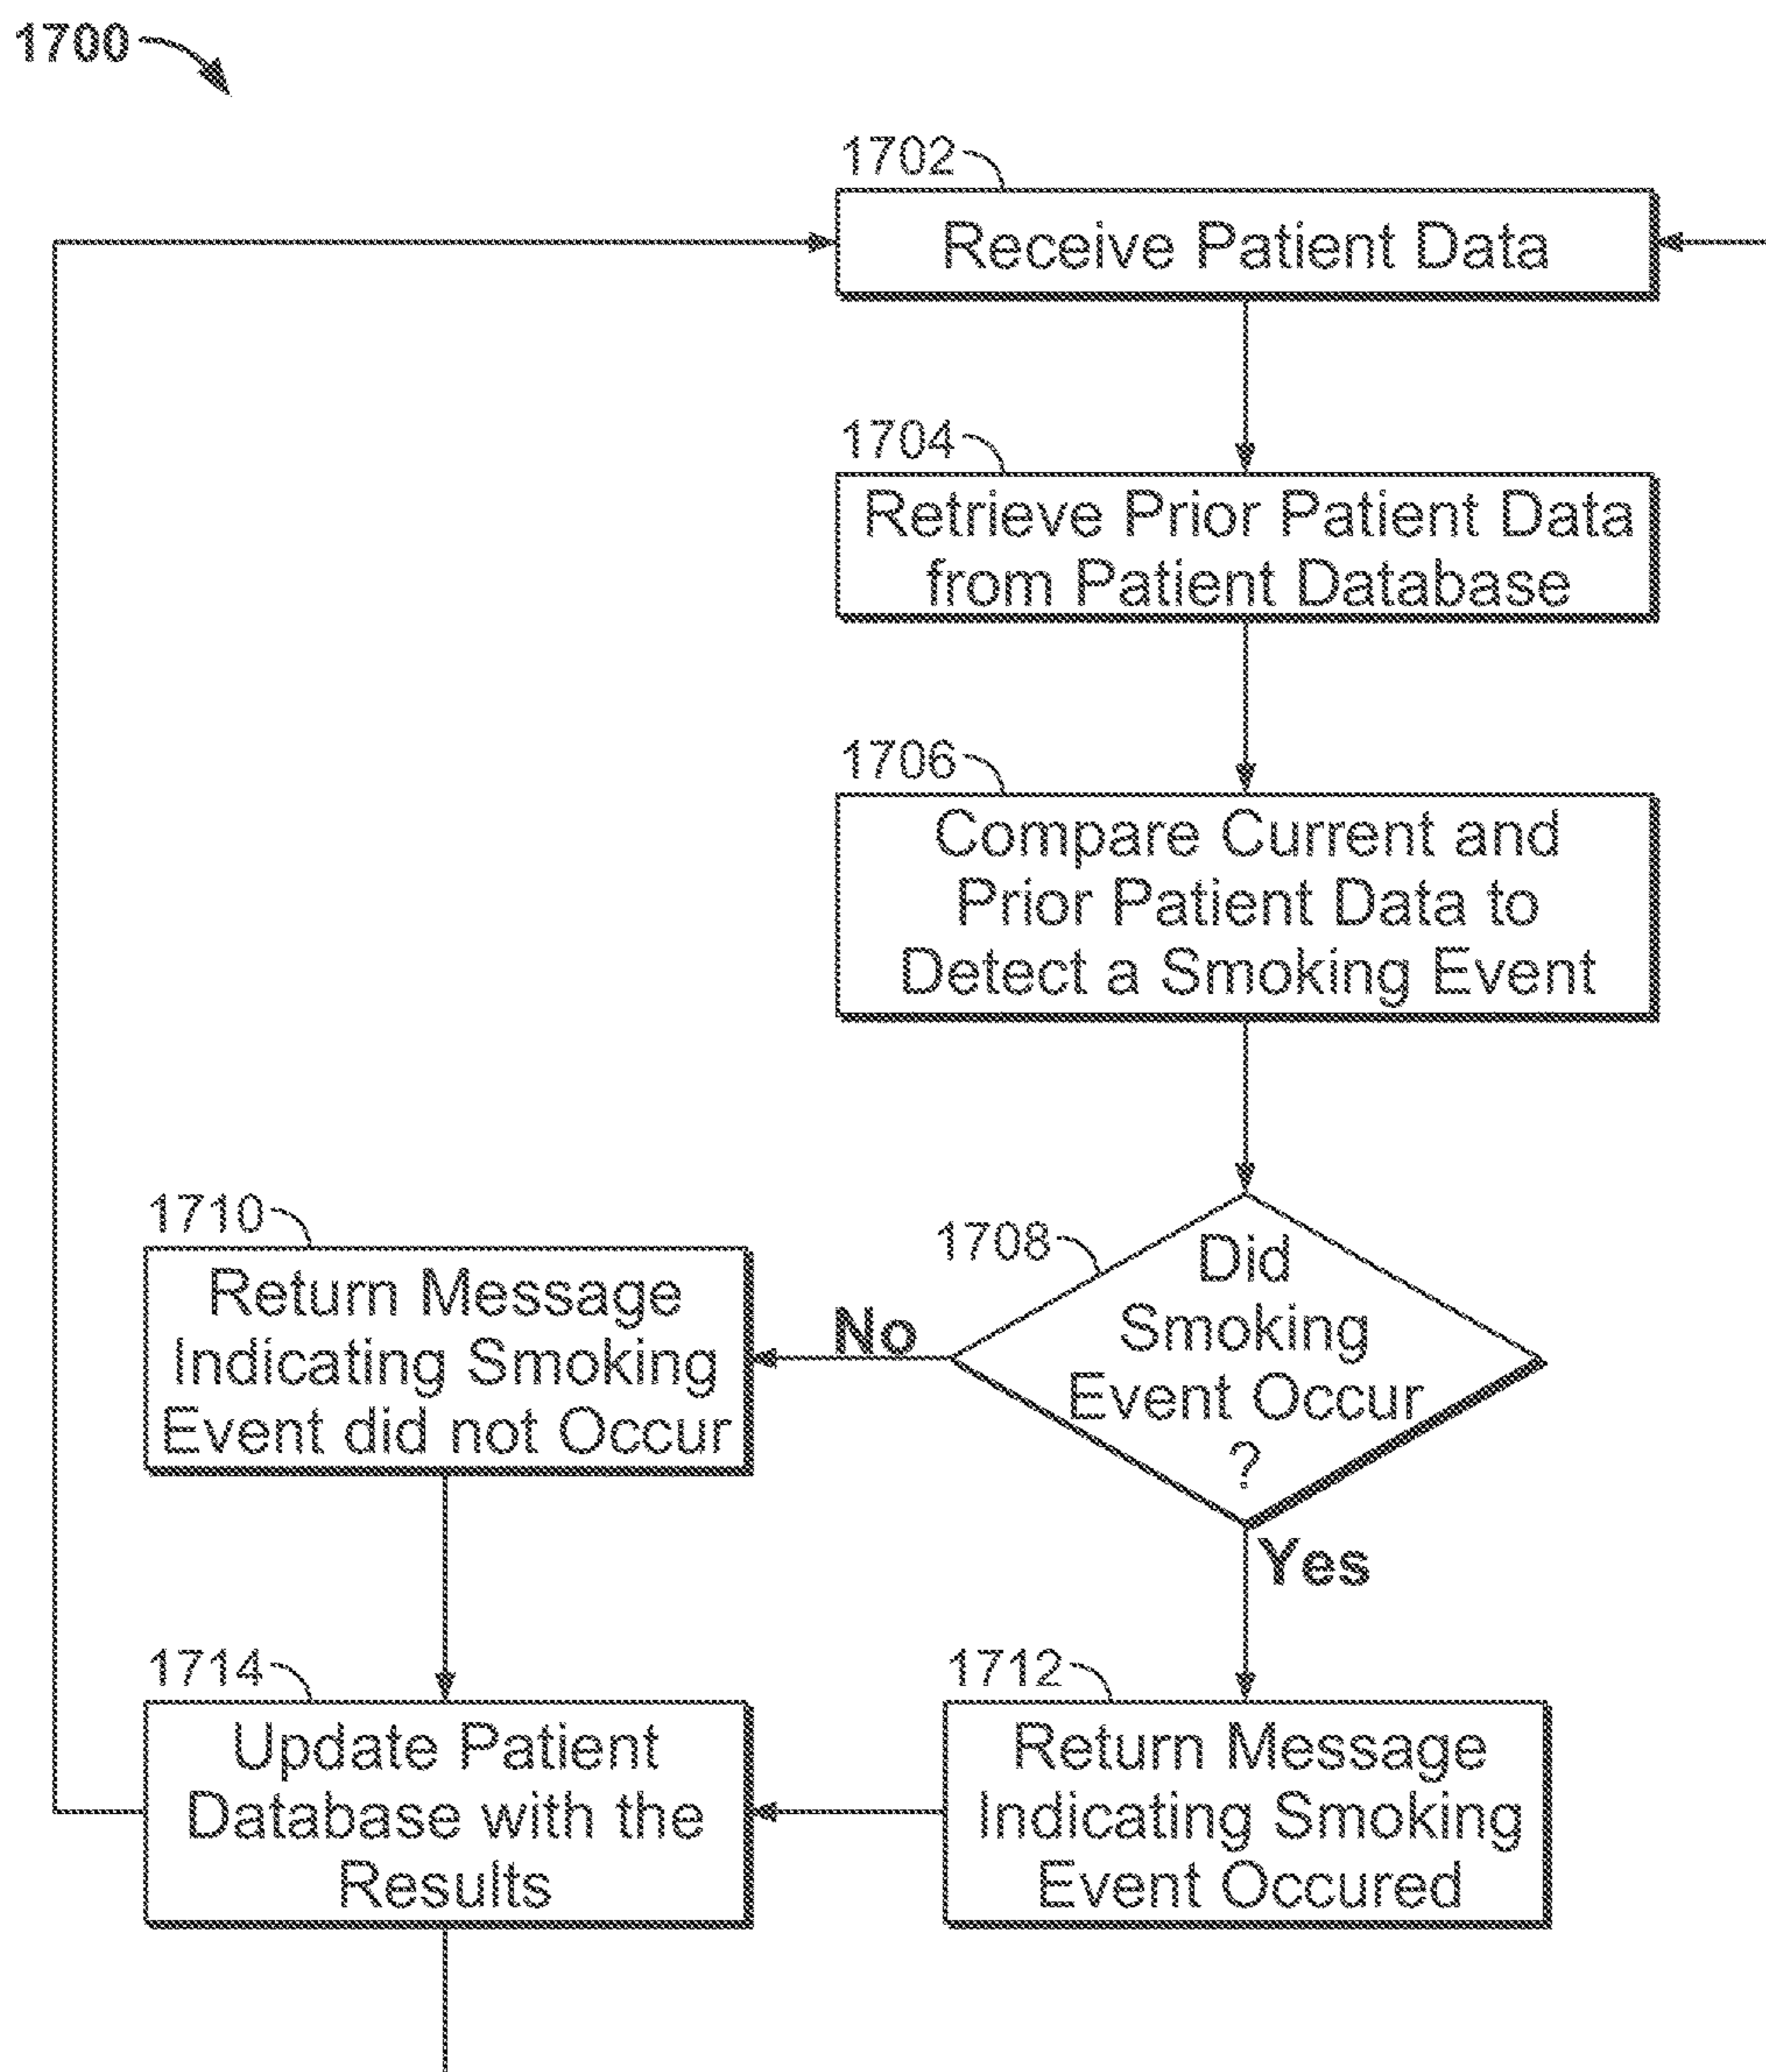 1700
1702
Receive Patient Data
1704
Retrieve Prior Patient Data
from Patient Database
1706
Compare Current and
Prior Patient Data to
Detect a Smoking Event
1708
Did
Smoking
Event Occur
?
No
Yes
1710
Return Message
Indicating Smoking
Event did not Occur
1714
Update Patient
Database with the
Results
1712
Return Message
Indicating Smoking
Event Occured